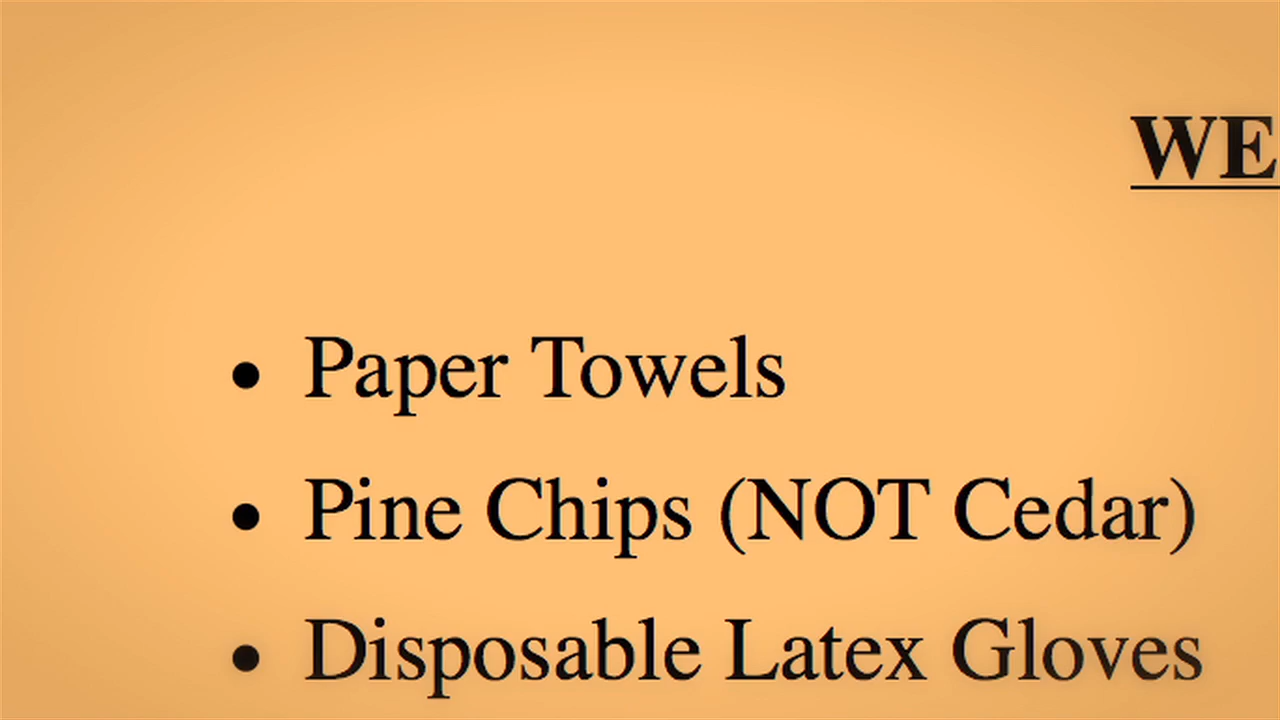 WE
Paper Towels
Pine Chips (NOT Cedar)
Disposable Latex Gloves